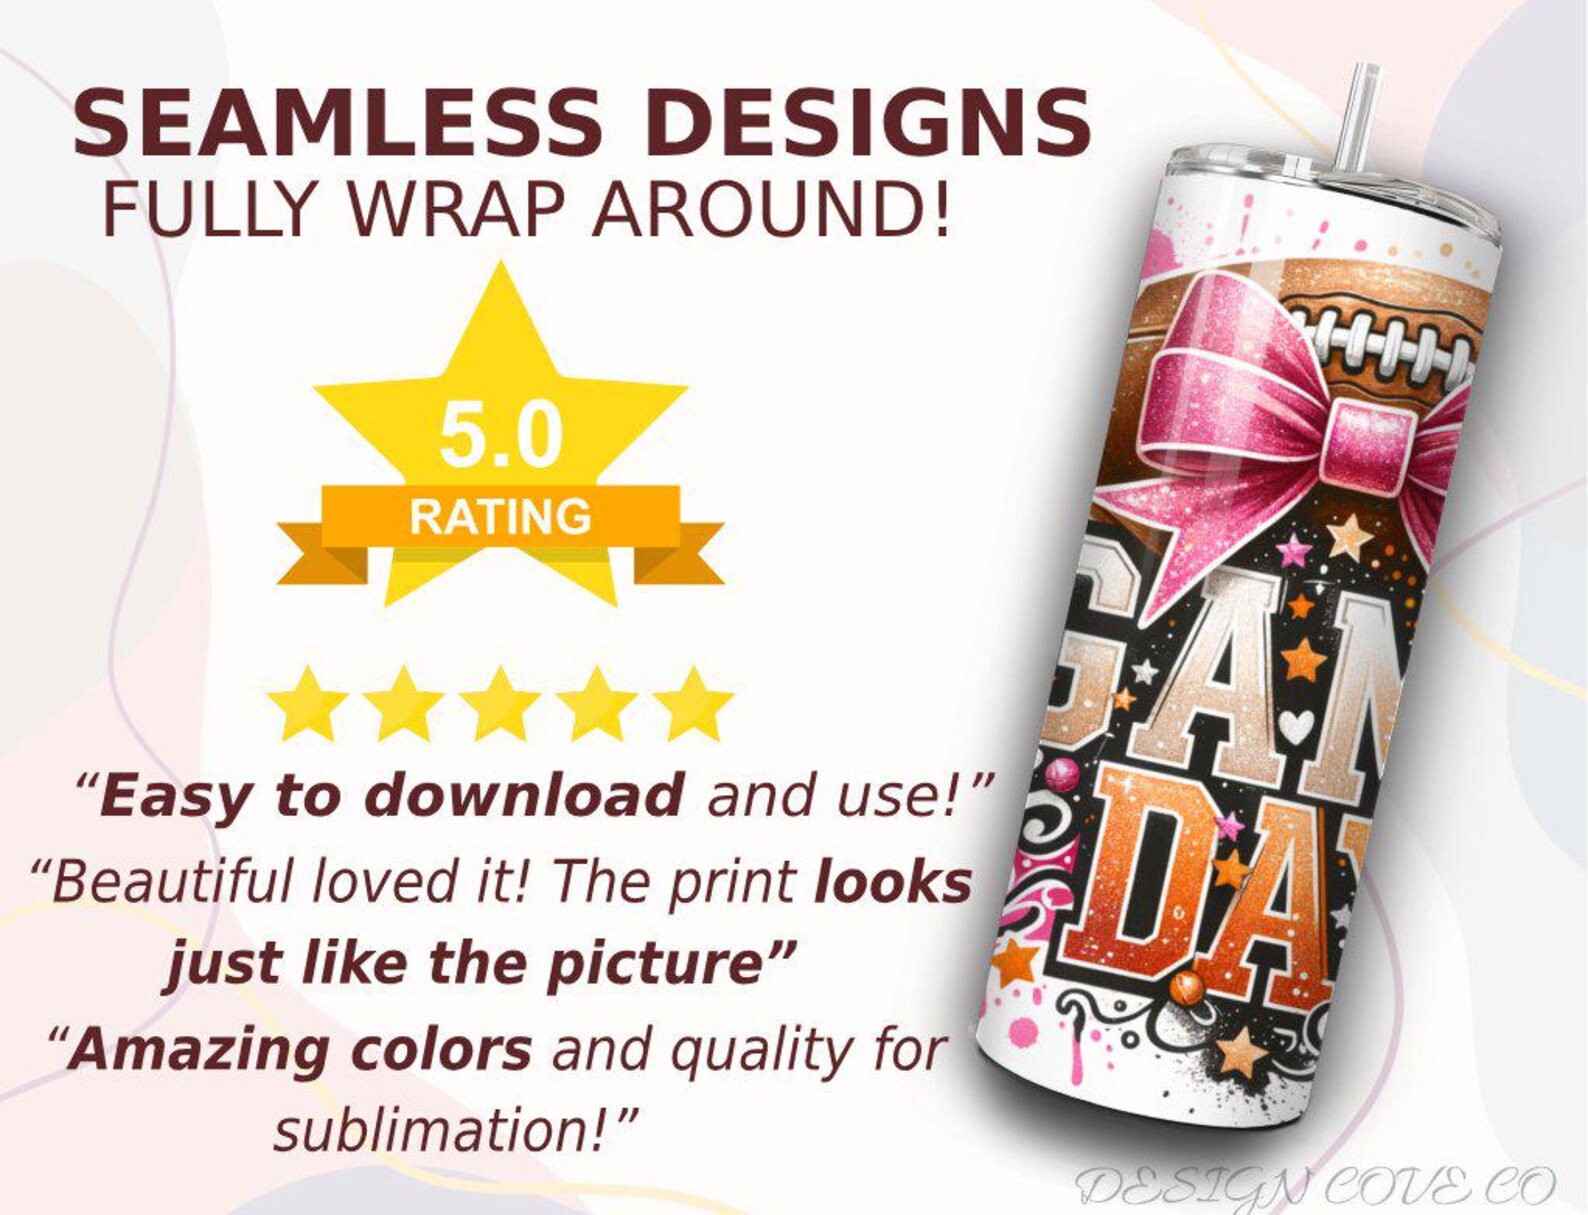 SEAMLESS DESIGNS
FULLY WRAP AROUND!
5.0
RATING
“Easy to download and use!”
“Beautiful loved it! The print looks
just like the picture”
“Amazing colors and quality for
sublimation!”
GAM
DAY
DESIGN COVE CO